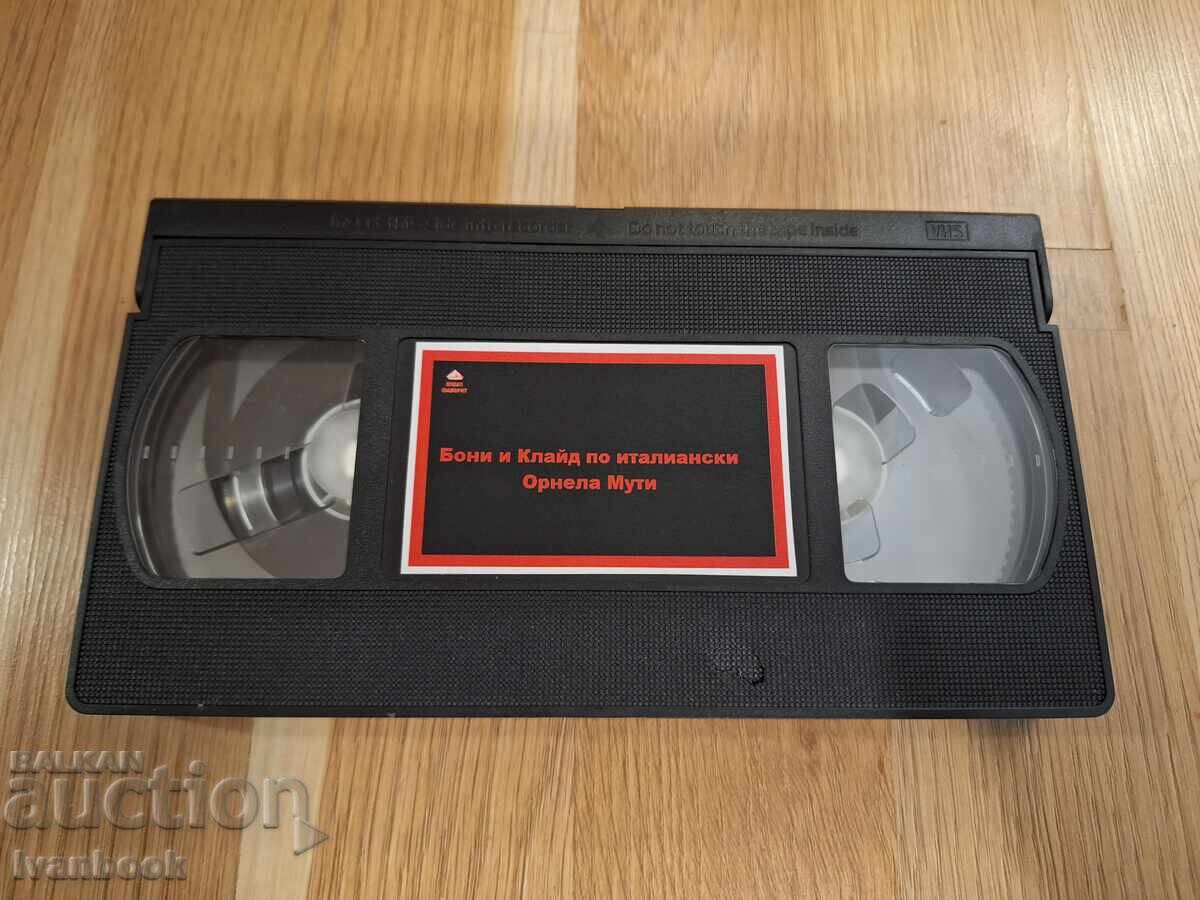 Do not touch the tape inside
VHS
Бони и Клайд по италиански
Орнела Мути
BALKAN
auction
Ivanbook